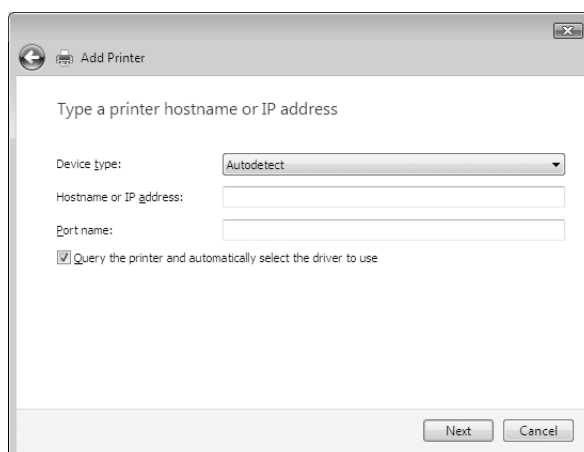 Add Printer
Type a printer hostname or IP address
Device type: Autodetect
Hostname or IP address:
Port name:
Query the printer and automatically select the driver to use
Next Cancel